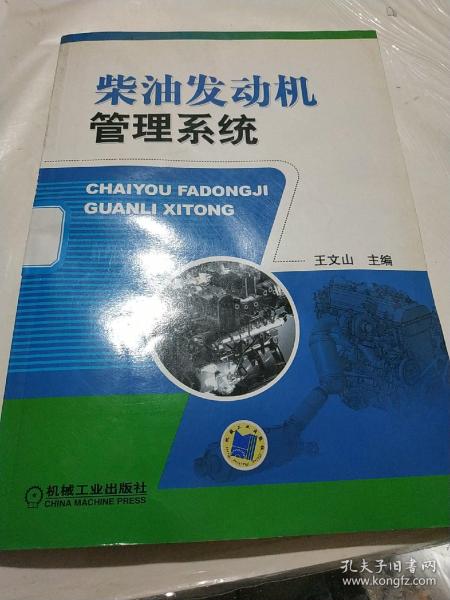 柴油发动机
管理系统
CHAIYOU FADONGJI
GUANLI XITONG
王文山 主编
机械工业出版社
CHINA MACHINE PRESS
孔夫子旧书网
www.kongfz.com